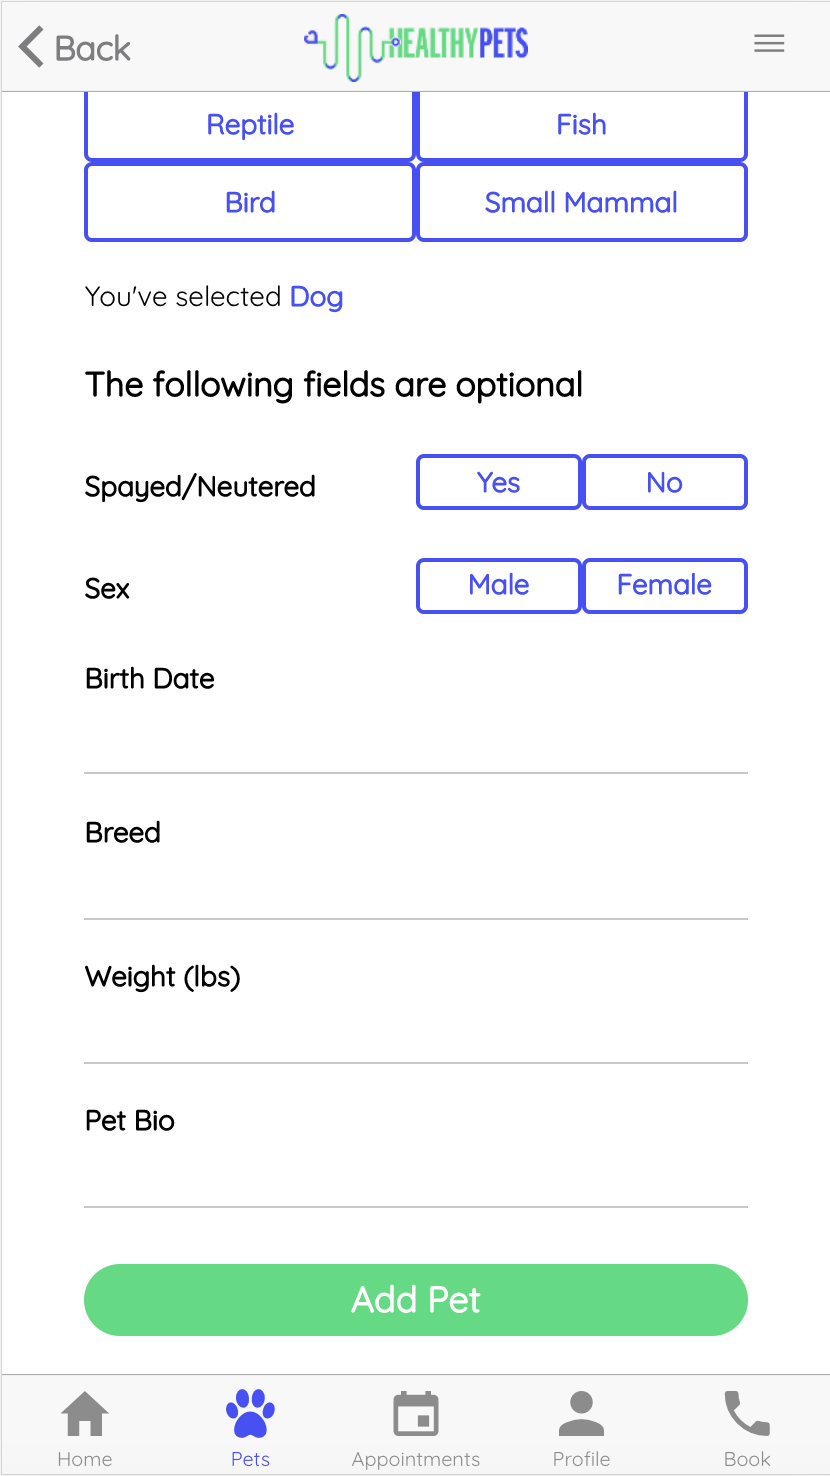 Back
HEALTHYPETS
Reptile Fish
Bird Small Mammal
You've selected Dog
The following fields are optional
Spayed/Neutered Yes No
Sex Male Female
Birth Date
Breed
Weight (lbs)
Pet Bio
Add Pet
Home Pets Appointments Profile Book